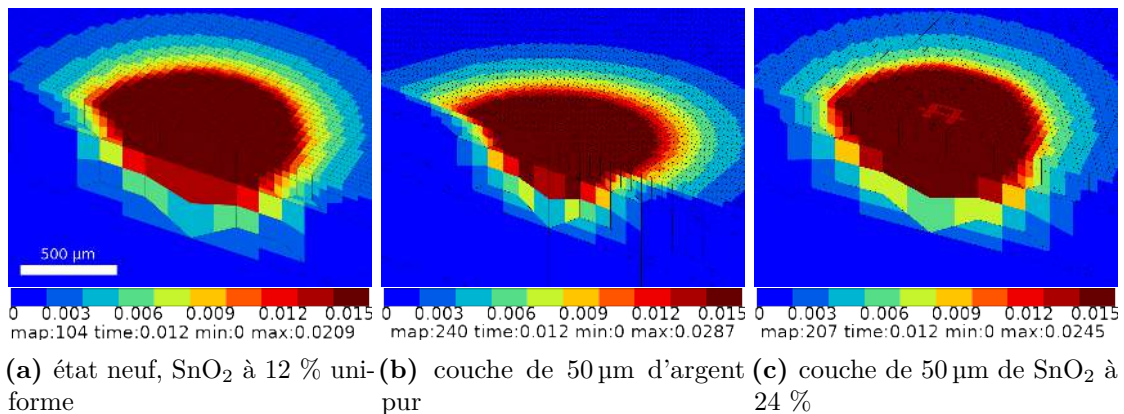 500 µm
0 0.003 0.006 0.009 0.012 0.015
map:104 time:0.012 min:0 max:0.0209
0 0.003 0.006 0.009 0.012 0.015
map:240 time:0.012 min:0 max:0.0287
0 0.003 0.006 0.009 0.012 0.015
map:207 time:0.012 min:0 max:0.0245
(a) état neuf, SnO₂ à 12 % uni-
forme
(b) couche de 50 µm d'argent
pur
(c) couche de 50 µm de SnO₂ à
24 %